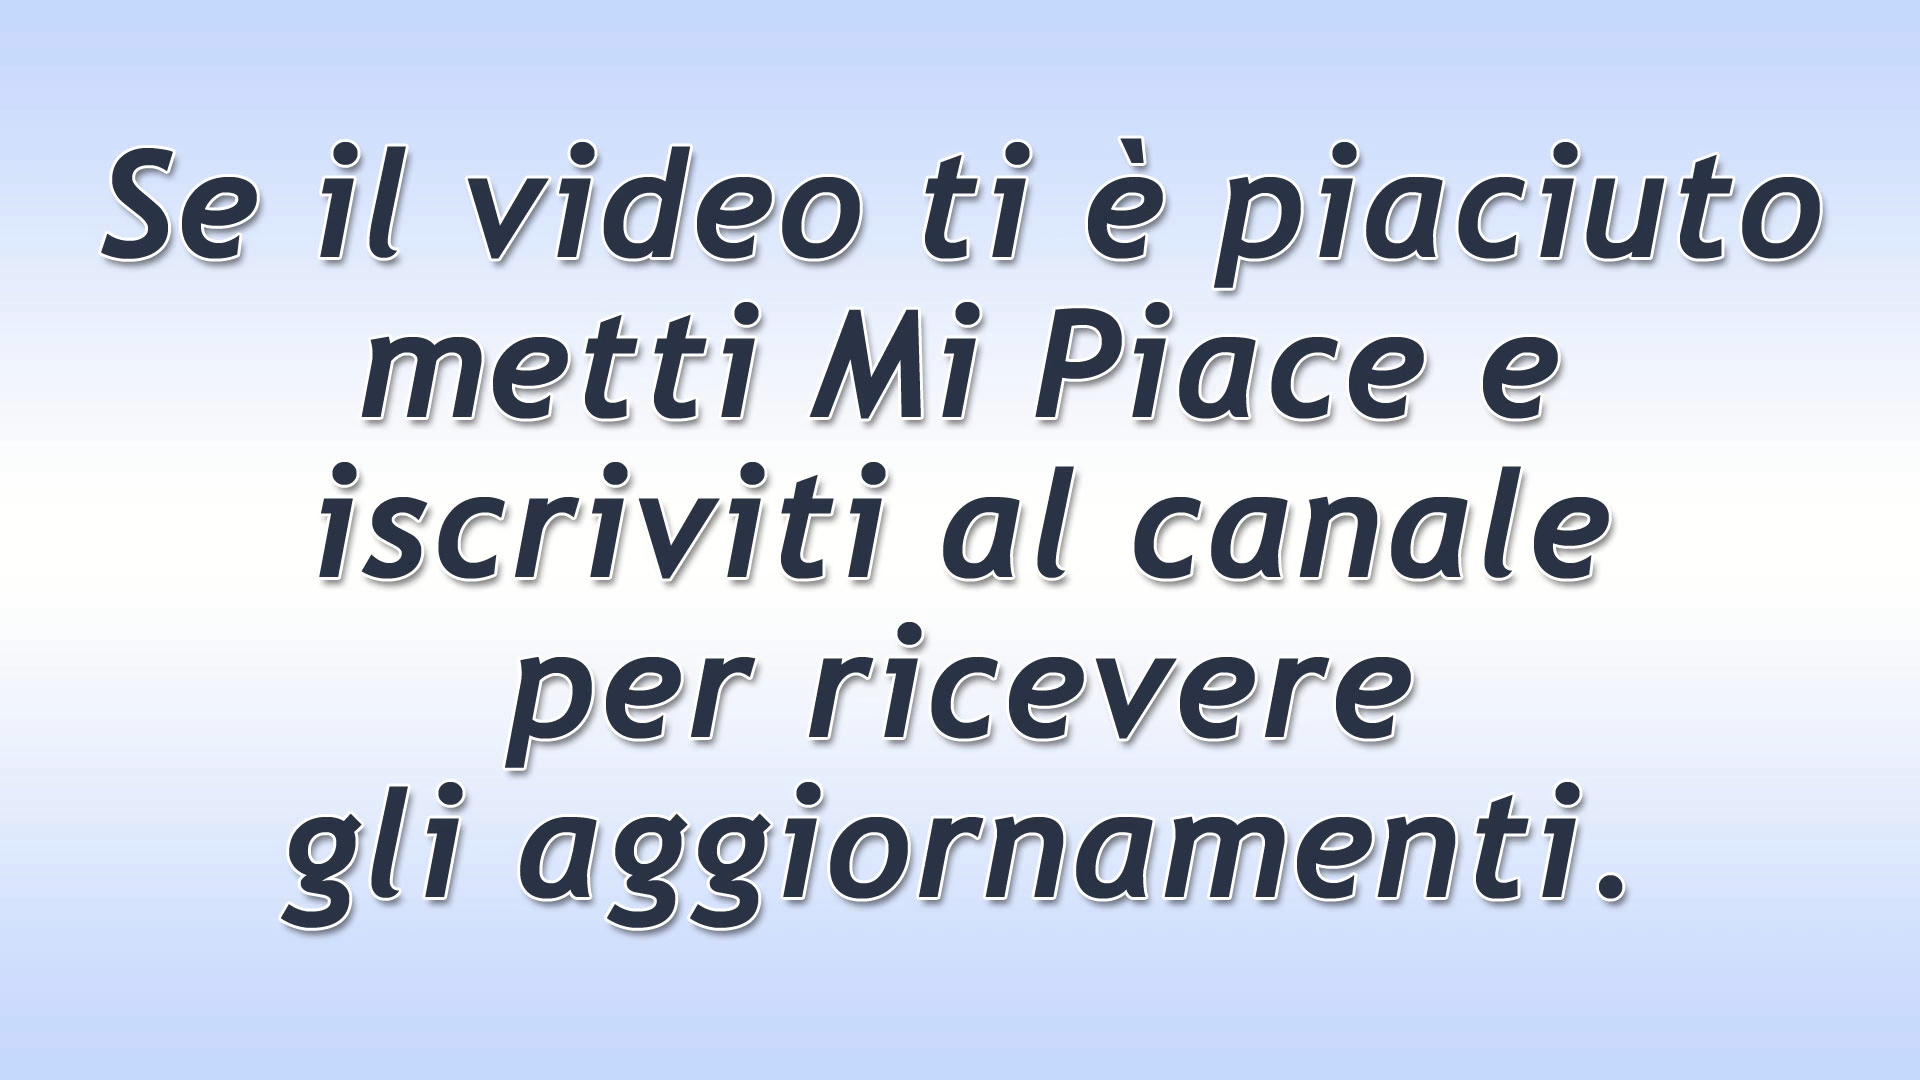 Se il video ti è piaciuto
metti Mi Piace e
iscriviti al canale
per ricevere
gli aggiornamenti.